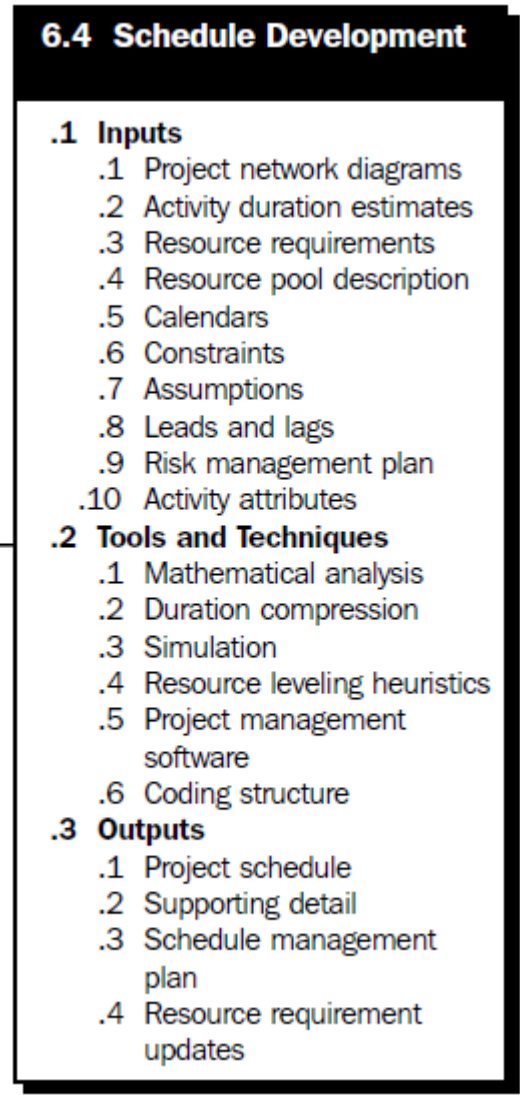 6.4 Schedule Development
.1 Inputs
.1 Project network diagrams
.2 Activity duration estimates
.3 Resource requirements
.4 Resource pool description
.5 Calendars
.6 Constraints
.7 Assumptions
.8 Leads and lags
.9 Risk management plan
.10 Activity attributes
.2 Tools and Techniques
.1 Mathematical analysis
.2 Duration compression
.3 Simulation
.4 Resource leveling heuristics
.5 Project management
software
.6 Coding structure
.3 Outputs
.1 Project schedule
.2 Supporting detail
.3 Schedule management
plan
.4 Resource requirement
updates